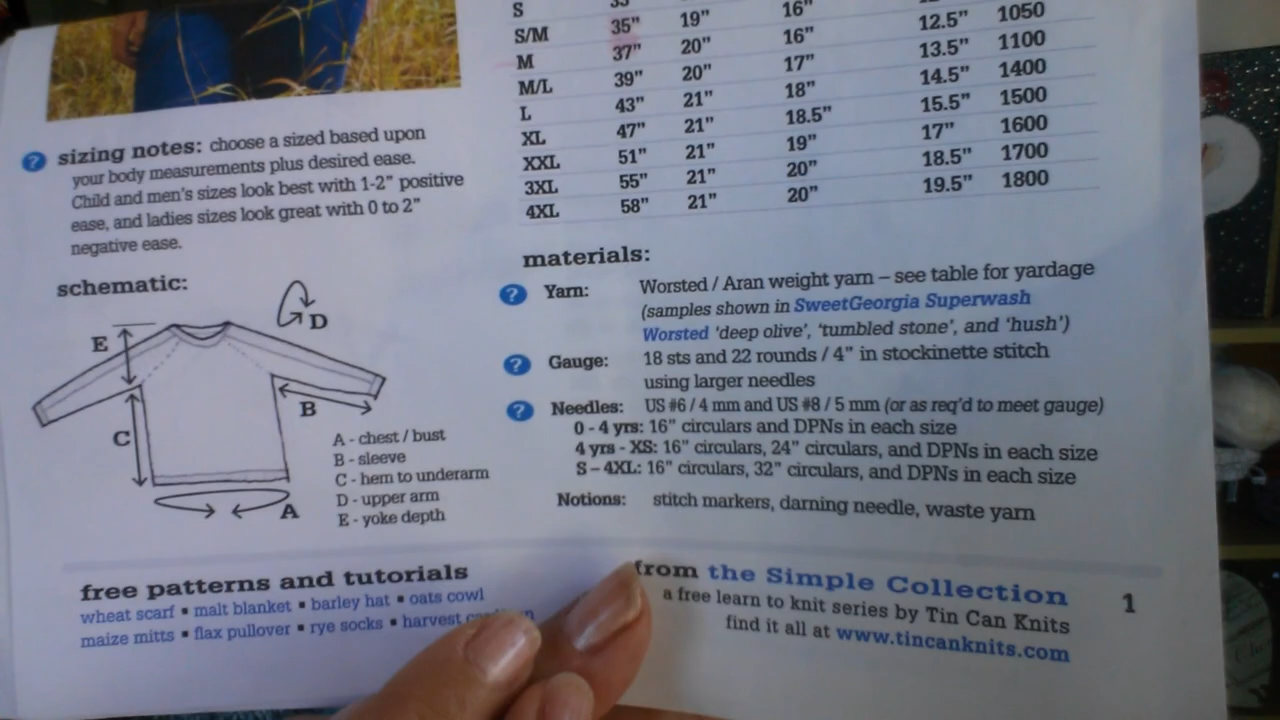 sizing notes: choose a sized based upon
your body measurements plus desired ease.
Child and men's sizes look best with 1-2" positive
ease, and ladies sizes look great with 0 to 2"
negative ease.
schematic:
E
D
B
C
A
A - chest / bust
B - sleeve
C - hem to underarm
D - upper arm
E - yoke depth
S 16"
S/M 35" 19" 16" 12.5" 1050
M 37" 20" 16" 13.5" 1100
M/L 39" 20" 17" 14.5" 1400
L 43" 21" 18" 15.5" 1500
XL 47" 21" 18.5" 17" 1600
XXL 51" 21" 19" 18.5" 1700
3XL 55" 21" 20" 19.5" 1800
4XL 58" 21" 20"
materials:
Yarn: Worsted / Aran weight yarn – see table for yardage
(samples shown in SweetGeorgia Superwash
Worsted 'deep olive', 'tumbled stone', and 'hush')
Gauge: 18 sts and 22 rounds / 4" in stockinette stitch
using larger needles
Needles: US #6 / 4 mm and US #8 / 5 mm (or as req'd to meet gauge)
0 - 4 yrs: 16" circulars and DPNs in each size
4 yrs - XS: 16" circulars, 24" circulars, and DPNs in each size
S – 4XL: 16" circulars, 32" circulars, and DPNs in each size
Notions: stitch markers, darning needle, waste yarn
free patterns and tutorials
wheat scarf ▪ malt blanket ▪ barley hat ▪ oats cowl
maize mitts ▪ flax pullover ▪ rye socks ▪ harvest
from the Simple Collection
a free learn to knit series by Tin Can Knits
find it all at www.tincanknits.com
1